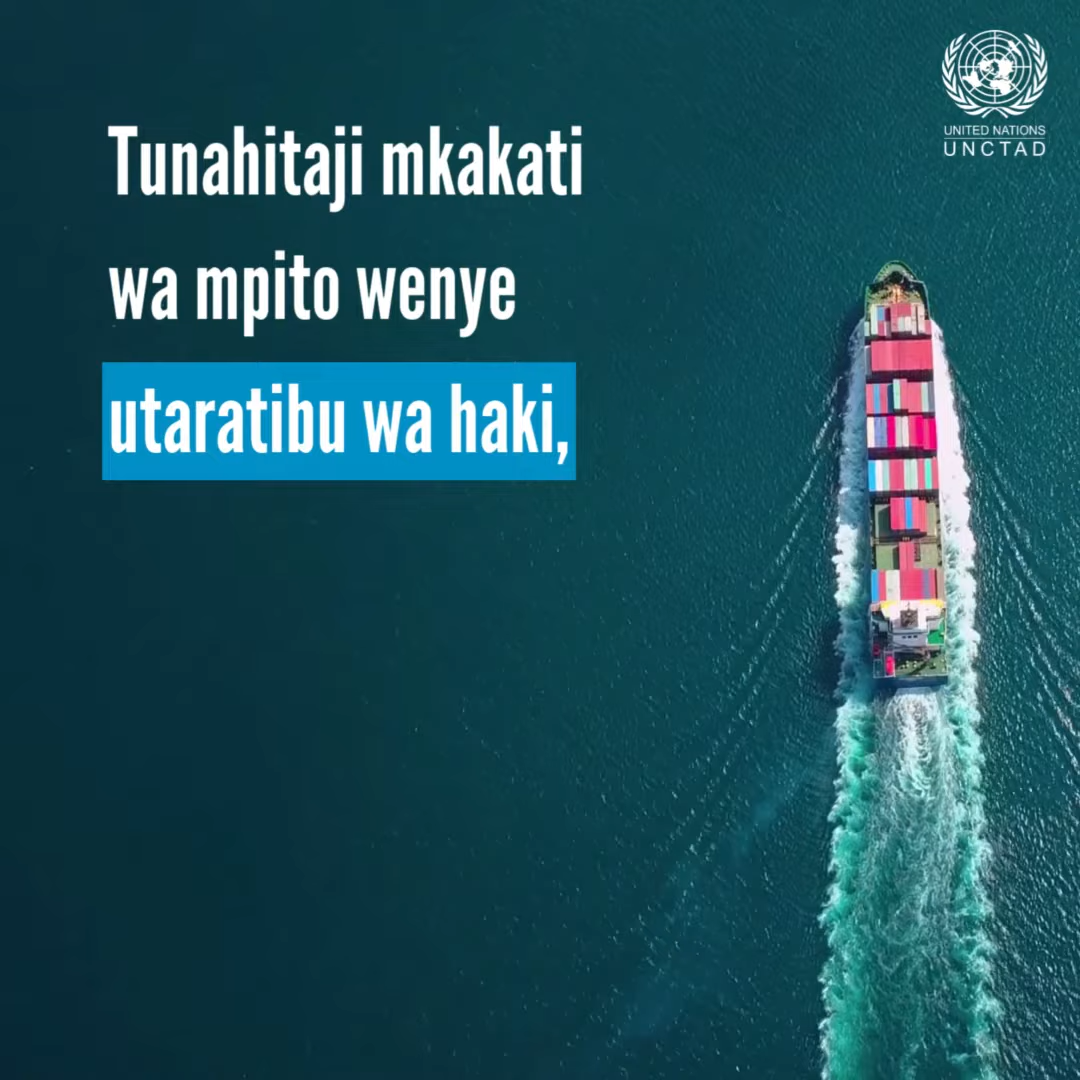 Tunahitaji mkakati
wa mpito wenye
utaratibu wa haki,
UNITED NATIONS
UNCTAD